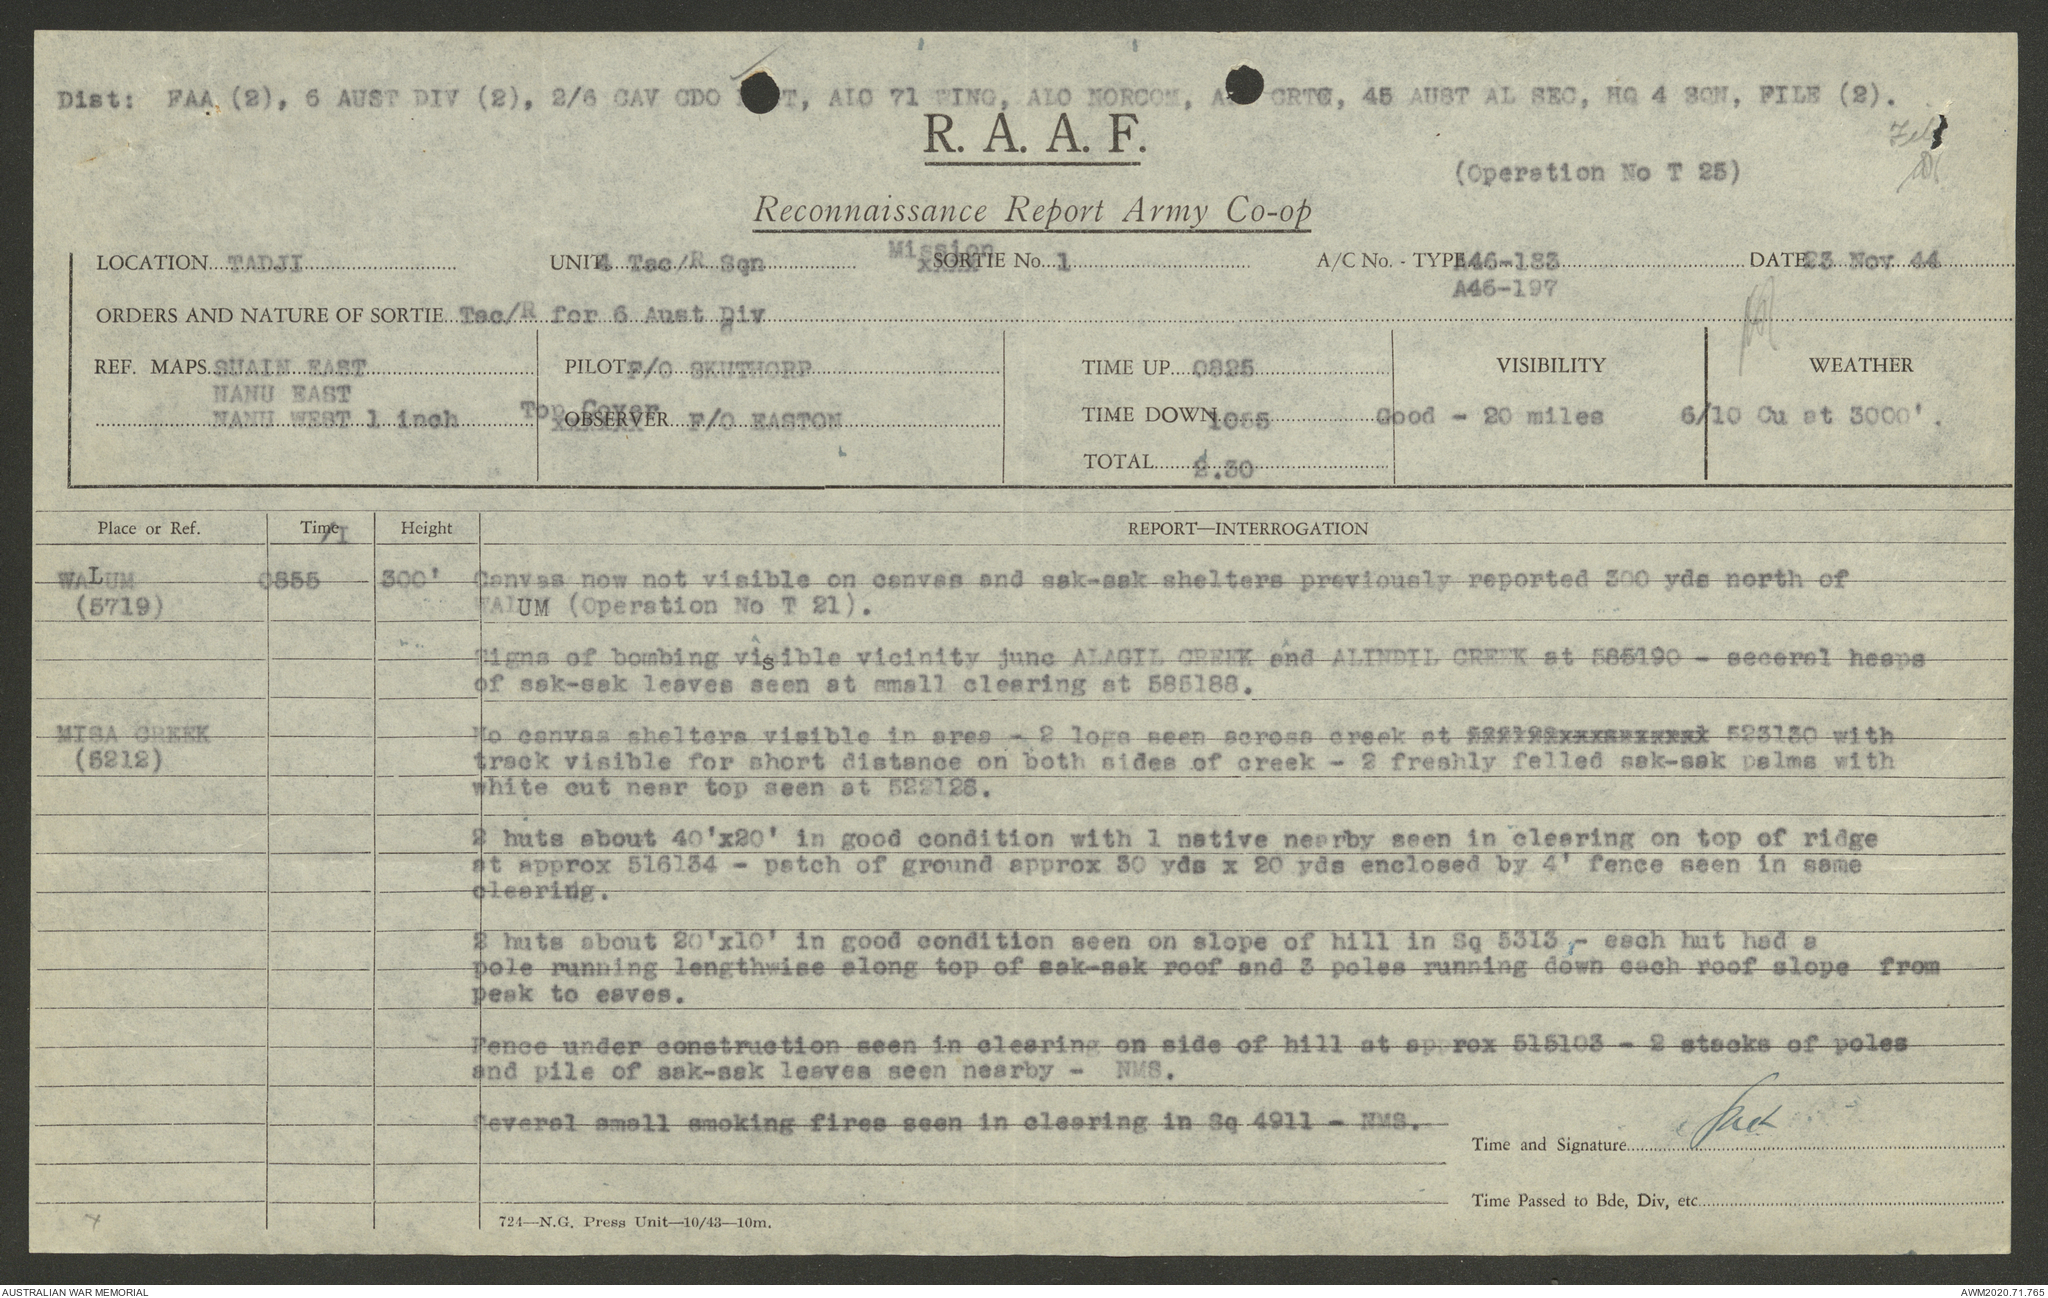 Dist: FAA (2), 6 AUST DIV (2), 2/6 CAV CDO T, ALO 71 WING, ALO NORCOM, CRTC, 45 AUST AL SEC, HQ 4 SQN, FILE (2).
R. A. A. F.
(Operation No T 25)
Reconnaissance Report Army Co-op
LOCATION TADJI UNIT 4 Tac/R Sqn Mission SORTIE No. 1 A/C No. - TYPE A46-183 DATE 23 Nov 44
A46-197
ORDERS AND NATURE OF SORTIE Tac/R for 6 Aust Div
REF. MAPS SUAIN EAST PILOT F/O SKUTHORP TIME UP 0825 VISIBILITY WEATHER
NANU EAST
NANU WEST 1 inch Top Cover OBSERVER F/O EASTON TIME DOWN 1055 Good - 20 miles 6/10 Cu at 3000'.
TOTAL 2.30
Place or Ref. Time /I Height REPORT—INTERROGATION
WALUM 0855 300' Canvas now not visible on canvas and sak-sak shelters previously reported 300 yds north of
(5719) WALUM (Operation No T 21).
Signs of bombing visible vicinity junc ALAGIL CREEK and ALINDIL CREEK at 585190 - seceral heaps
of sak-sak leaves seen at small clearing at 585188.
MISA CREEK No canvas shelters visible in area - 2 logs seen across creek at 523130 with
(5212) track visible for short distance on both sides of creek - 2 freshly felled sak-sak palms with
white cut near top seen at 522128.
2 huts about 40'x20' in good condition with 1 native nearby seen in clearing on top of ridge
at approx 516134 - patch of ground approx 30 yds x 20 yds enclosed by 4' fence seen in same
clearing.
2 huts about 20'x10' in good condition seen on slope of hill in Sq 5313 - each hut had a
pole running lengthwise along top of sak-sak roof and 3 poles running down each roof slope from
peak to eaves.
Fence under construction seen in clearing on side of hill at approx 515103 - 2 stacks of poles
and pile of sak-sak leaves seen nearby - NMS.
Several small smoking fires seen in clearing in Sq 4911 - NMS.
Time and Signature
Time Passed to Bde, Div, etc
724—N.G. Press Unit—10/43—10m.
AUSTRALIAN WAR MEMORIAL AWM2020.71.765